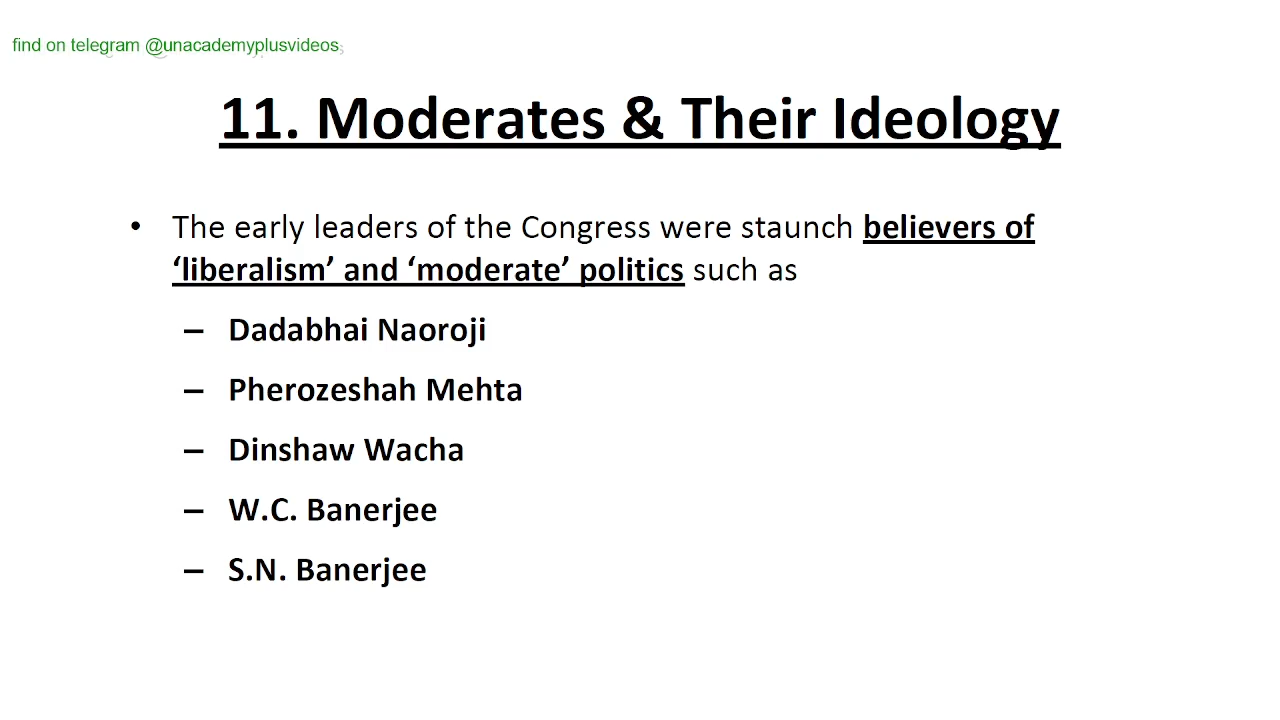 find on telegram @unacademyplusvideos
11. Moderates & Their Ideology
• The early leaders of the Congress were staunch believers of
‘liberalism’ and ‘moderate’ politics such as
– Dadabhai Naoroji
– Pherozeshah Mehta
– Dinshaw Wacha
– W.C. Banerjee
– S.N. Banerjee